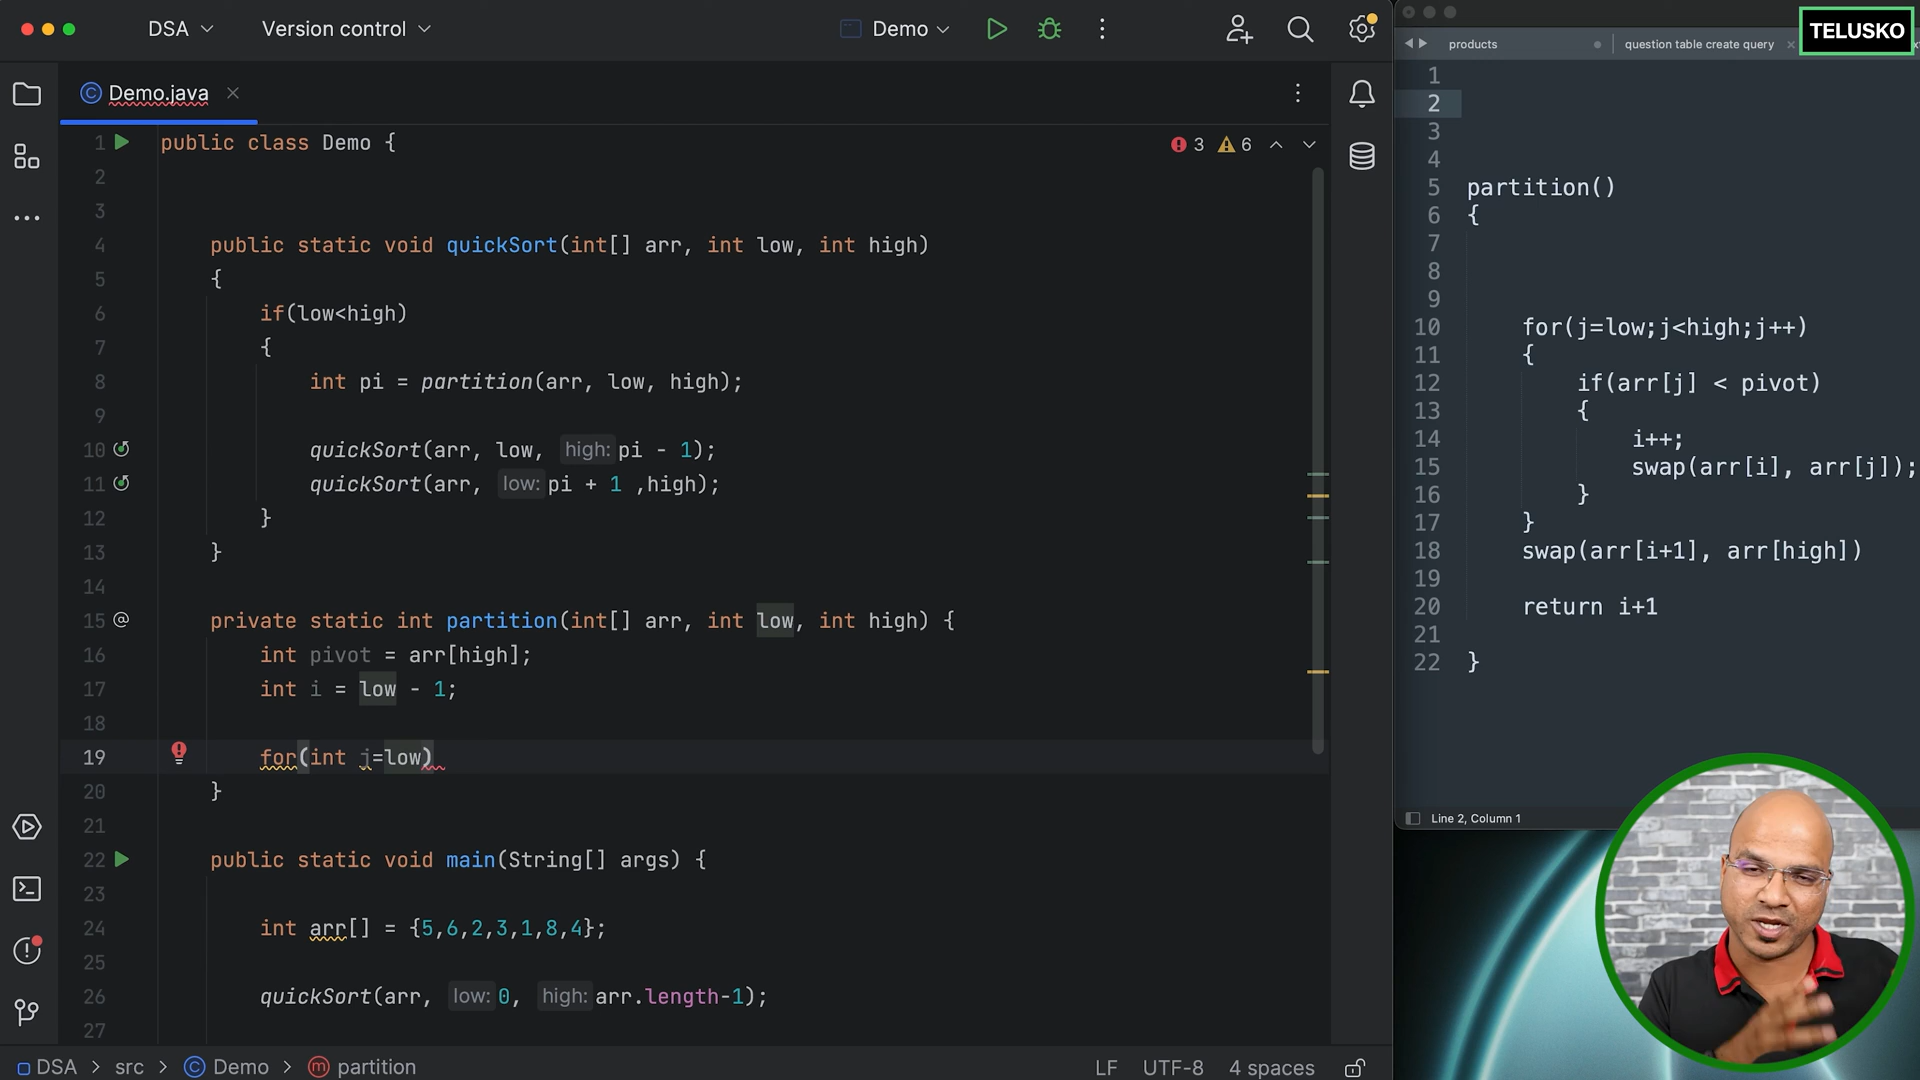 DSA
Version control
Demo
Demo.java
3 6
1 public class Demo {
2
3
4 public static void quickSort(int[] arr, int low, int high)
5 {
6 if(low<high)
7 {
8 int pi = partition(arr, low, high);
9
10 quickSort(arr, low, high: pi - 1);
11 quickSort(arr, low: pi + 1 ,high);
12 }
13 }
14
15 private static int partition(int[] arr, int low, int high) {
16 int pivot = arr[high];
17 int i = low - 1;
18
19 for(int j=low)
20 }
21
22 public static void main(String[] args) {
23
24 int arr[] = {5,6,2,3,1,8,4};
25
26 quickSort(arr, low: 0, high: arr.length-1);
27
DSA > src > Demo > partition
LF UTF-8 4 spaces
products
question table create query
TELUSKO
1
2
3
4
5 partition()
6 {
7
8
9
10 for(j=low;j<high;j++)
11 {
12 if(arr[j] < pivot)
13 {
14 i++;
15 swap(arr[i], arr[j]);
16 }
17 }
18 swap(arr[i+1], arr[high])
19
20 return i+1
21
22 }
Line 2, Column 1